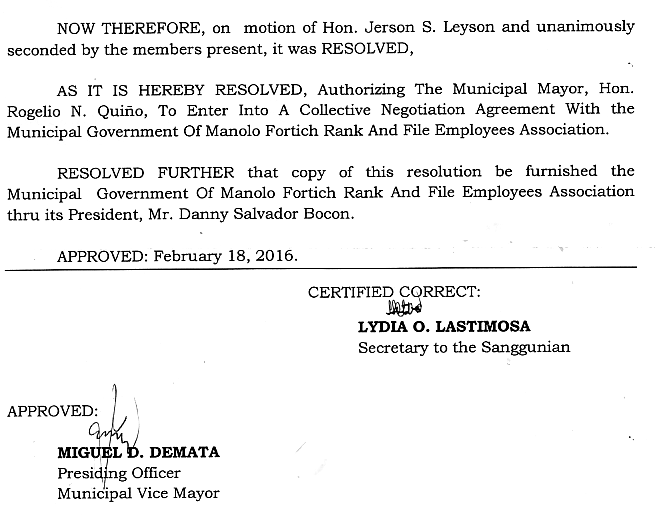 NOW THEREFORE, on motion of Hon. Jerson S. Leyson and unanimously
seconded by the members present, it was RESOLVED,
AS IT IS HEREBY RESOLVED, Authorizing The Municipal Mayor, Hon.
Rogelio N. Quiño, To Enter Into A Collective Negotiation Agreement With the
Municipal Government Of Manolo Fortich Rank And File Employees Association.
RESOLVED FURTHER that copy of this resolution be furnished the
Municipal Government Of Manolo Fortich Rank And File Employees Association
thru its President, Mr. Danny Salvador Bocon.
APPROVED: February 18, 2016.
CERTIFIED CORRECT:
LYDIA O. LASTIMOSA
Secretary to the Sanggunian
APPROVED:
MIGUEL D. DEMATA
Presiding Officer
Municipal Vice Mayor